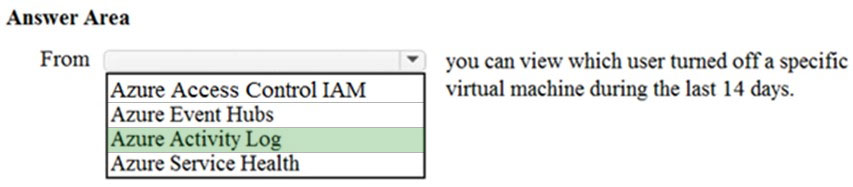 Answer Area
From
you can view which user turned off a specific
virtual machine during the last 14 days.
Azure Access Control IAM
Azure Event Hubs
Azure Activity Log
Azure Service Health